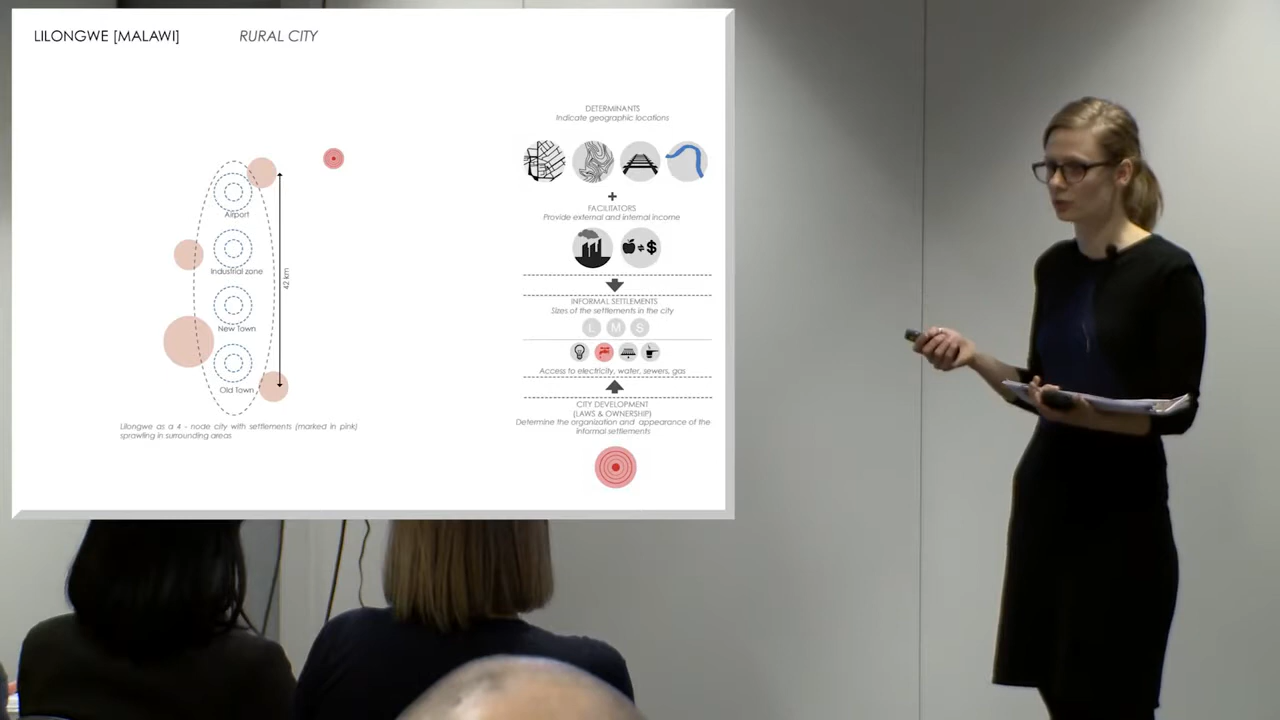 LILONGWE [MALAWI]
RURAL CITY
Airport
Industrial zone
New Town
Old Town
42 km
Lilongwe as a 4 - node city with settlements (marked in pink)
sprawling in surrounding areas
DETERMINANTS
Indicate geographic locations
+
FACILITATORS
Provide external and internal income
$
INFORMAL SETTLEMENTS
Sizes of the settlements in the city
L M S
Access to electricity, water, sewers, gas
CITY DEVELOPMENT
(LAWS & OWNERSHIP)
Determine the organization and appearance of the
informal settlements